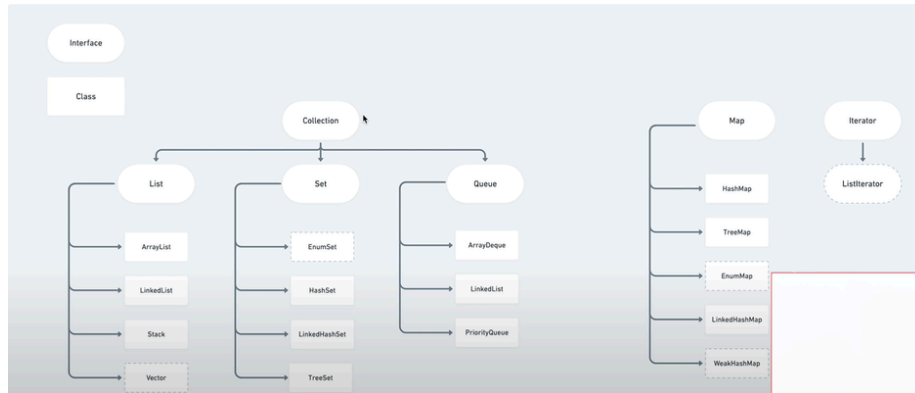 Interface
Class
Collection
Map
Iterator
List
Set
Queue
ListIterator
ArrayList
LinkedList
Stack
Vector
EnumSet
HashSet
LinkedHashSet
TreeSet
ArrayDeque
LinkedList
PriorityQueue
HashMap
TreeMap
EnumMap
LinkedHashMap
WeakHashMap